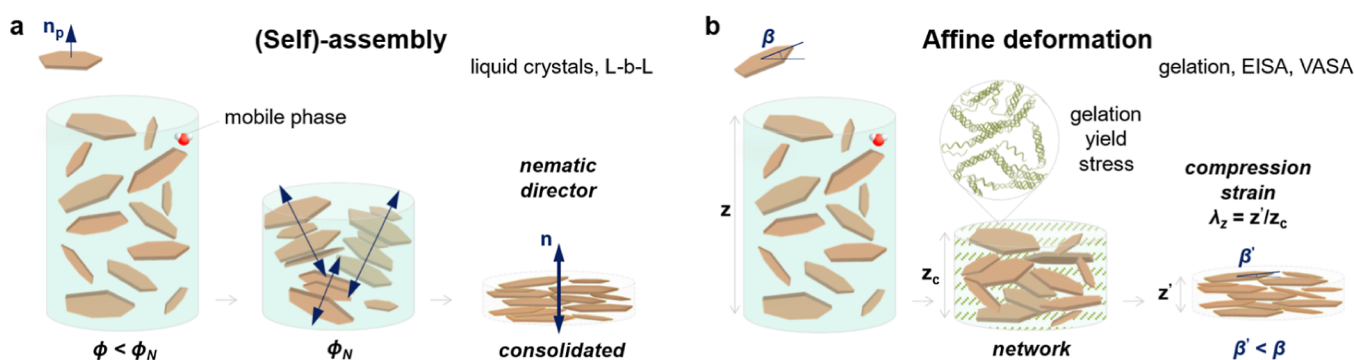 a
n_p
(Self)-assembly
liquid crystals, L-b-L
mobile phase
nematic
director
n
ϕ < ϕ_N
ϕ_N
consolidated
b
β
Affine deformation
gelation, EISA, VASA
gelation
yield
stress
compression
strain
λ_z = z'/z_c
z
z_c
β'
z'
network
β' < β